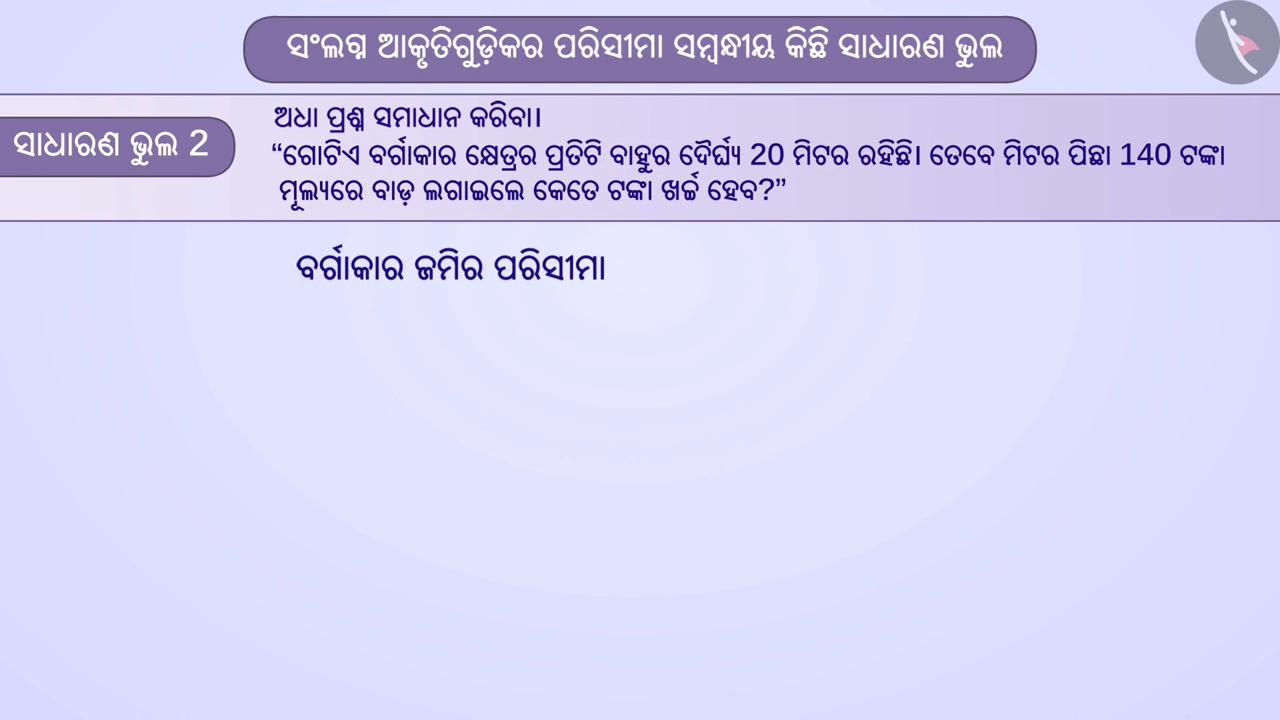 ସଂଲଗ୍ନ ଆକୃତିଗୁଡ଼ିକର ପରିସୀମା ସମ୍ବନ୍ଧୀୟ କିଛି ସାଧାରଣ ଭୁଲ
ସାଧାରଣ ଭୁଲ 2
ଅଧା ପ୍ରଶ୍ନ ସମାଧାନ କରିବା।
“ଗୋଟିଏ ବର୍ଗାକାର କ୍ଷେତ୍ରର ପ୍ରତିଟି ବାହୁର ଦୈର୍ଘ୍ୟ 20 ମିଟର ରହିଛି। ତେବେ ମିଟର ପିଛା 140 ଟଙ୍କା
ମୂଲ୍ୟରେ ବାଡ଼ ଲଗାଇଲେ କେତେ ଟଙ୍କା ଖର୍ଚ୍ଚ ହେବ?”
ବର୍ଗାକାର ଜମିର ପରିସୀମା